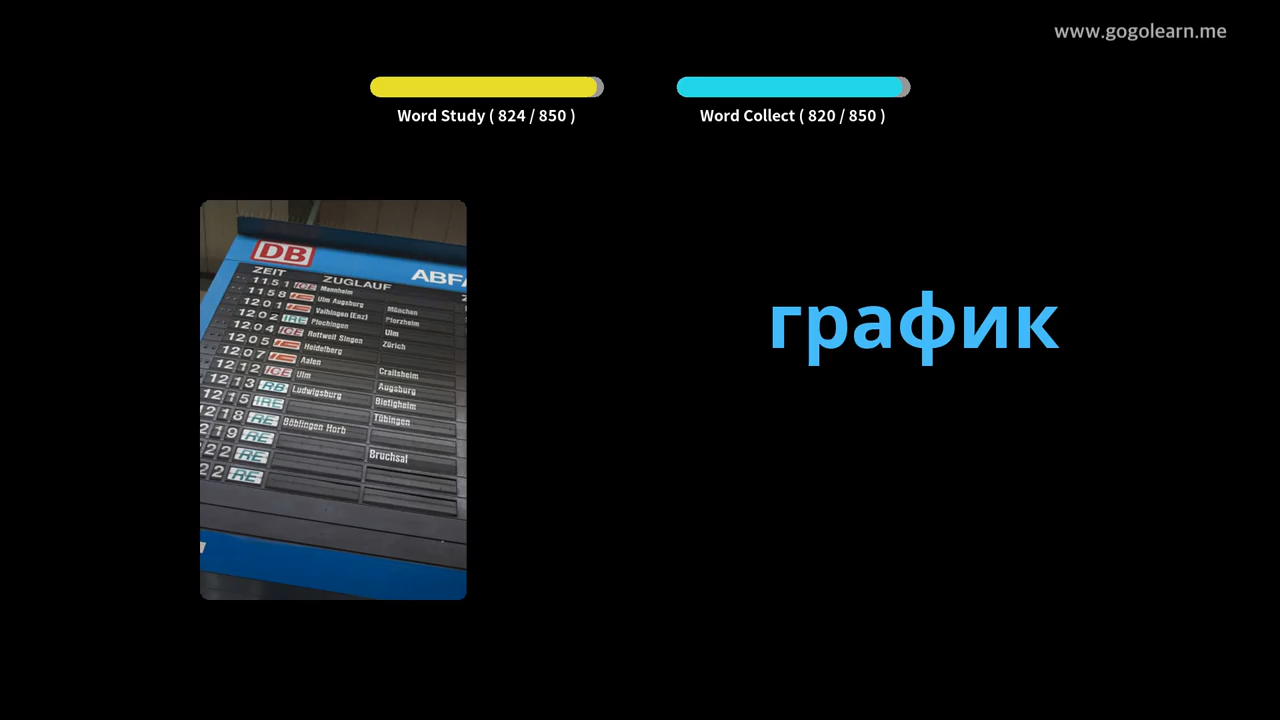 www.gogolearn.me
Word Study ( 824 / 850 )
Word Collect ( 820 / 850 )
график
DB
ZEIT ZUGLAUF ABFA
1151 ICE Mannheim
1158 Ulm Augsburg München
1201 Vaihingen (Enz) Pforzheim
1202 IRE Plochingen Ulm
1204 ICE Rottweil Singen Zürich
1205 Heidelberg
1207 Aalen Crailsheim
1212 ICE Ulm Augsburg
1213 RB Ludwigsburg Bietigheim
1215 IRE Tübingen
1218 RE Böblingen Horb
219 RE Bruchsal
22 RE
22 RE